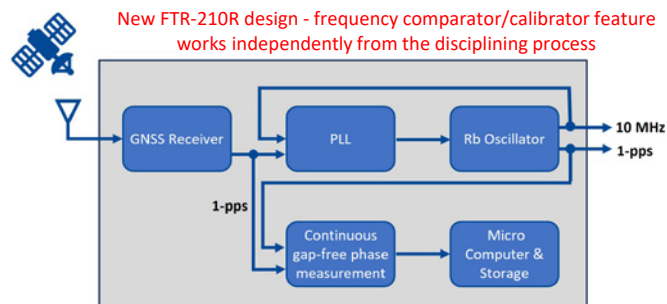 New FTR-210R design - frequency comparator/calibrator feature
works independently from the disciplining process
GNSS Receiver
PLL
Rb Oscillator
10 MHz
1-pps
1-pps
Continuous
gap-free phase
measurement
Micro
Computer &
Storage